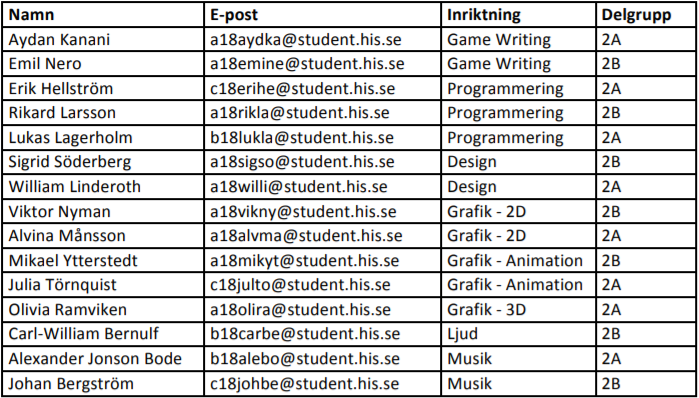 Namn E-post Inriktning Delgrupp
Aydan Kanani a18aydka@student.his.se Game Writing 2A
Emil Nero a18emine@student.his.se Game Writing 2B
Erik Hellström c18erihe@student.his.se Programmering 2A
Rikard Larsson a18rikla@student.his.se Programmering 2B
Lukas Lagerholm b18lukla@student.his.se Programmering 2A
Sigrid Söderberg a18sigso@student.his.se Design 2B
William Linderoth a18willi@student.his.se Design 2A
Viktor Nyman a18vikny@student.his.se Grafik - 2D 2B
Alvina Månsson a18alvma@student.his.se Grafik - 2D 2A
Mikael Ytterstedt a18mikyt@student.his.se Grafik - Animation 2B
Julia Törnquist c18julto@student.his.se Grafik - Animation 2A
Olivia Ramviken a18olira@student.his.se Grafik - 3D 2A
Carl-William Bernulf b18carbe@student.his.se Ljud 2B
Alexander Jonson Bode b18alebo@student.his.se Musik 2A
Johan Bergström c18johbe@student.his.se Musik 2B